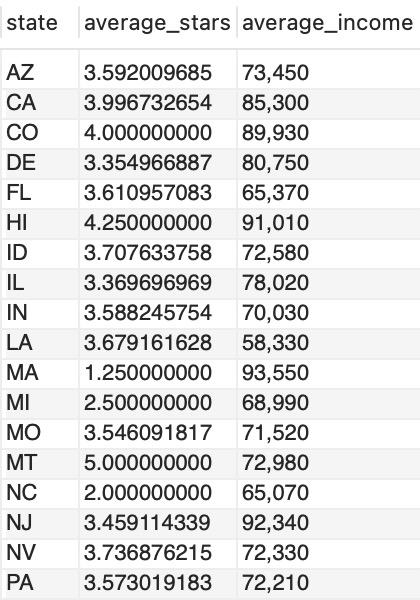 state average_stars average_income
AZ 3.592009685 73,450
CA 3.996732654 85,300
CO 4.000000000 89,930
DE 3.354966887 80,750
FL 3.610957083 65,370
HI 4.250000000 91,010
ID 3.707633758 72,580
IL 3.369696969 78,020
IN 3.588245754 70,030
LA 3.679161628 58,330
MA 1.250000000 93,550
MI 2.500000000 68,990
MO 3.546091817 71,520
MT 5.000000000 72,980
NC 2.000000000 65,070
NJ 3.459114339 92,340
NV 3.736876215 72,330
PA 3.573019183 72,210